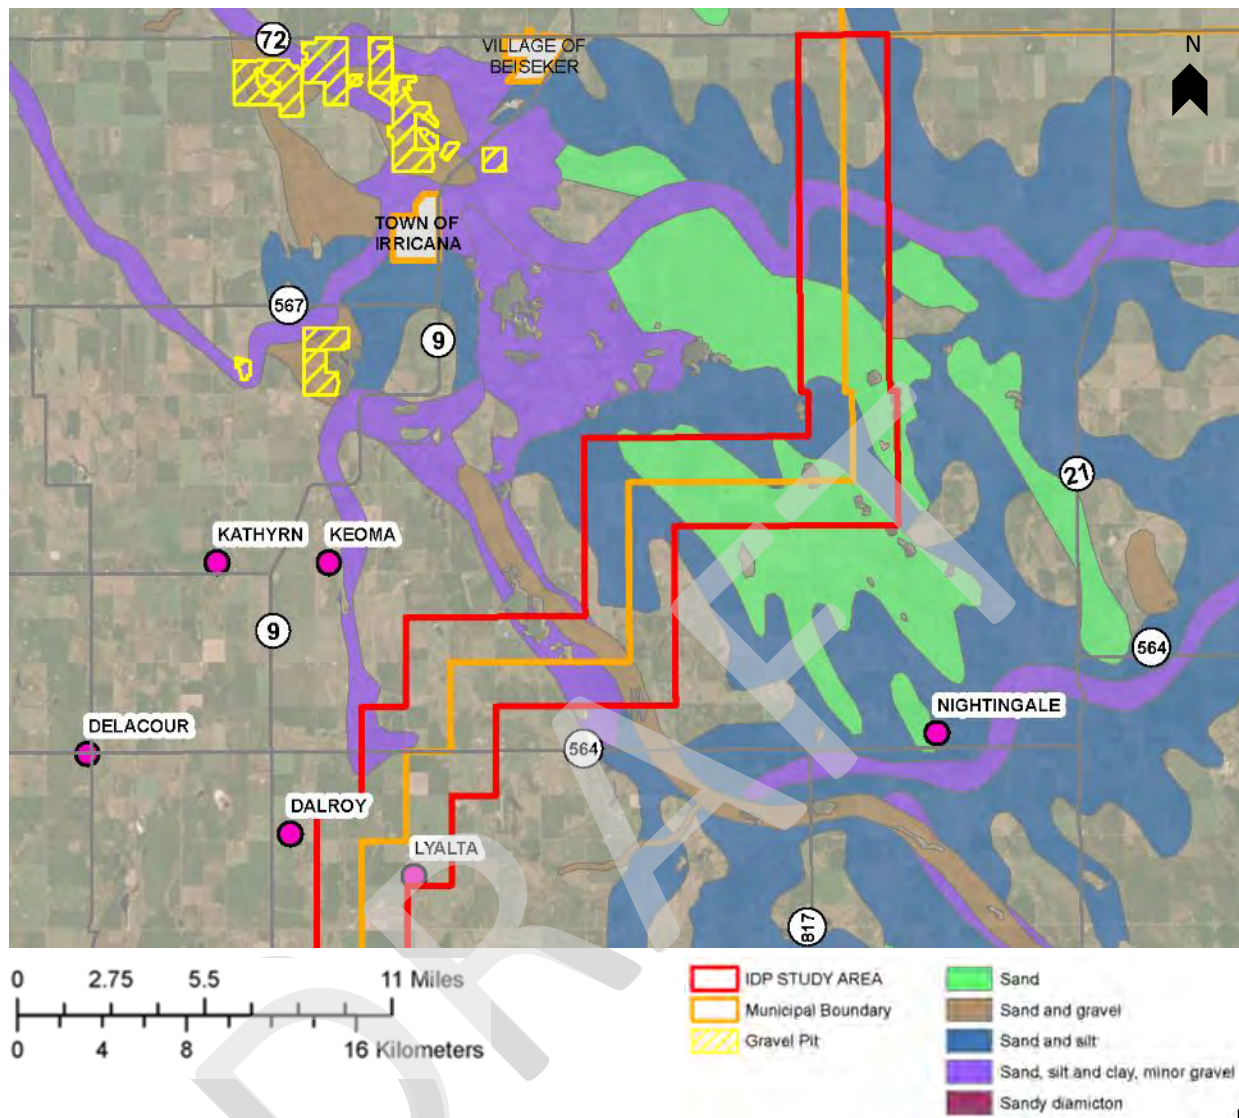 72
VILLAGE OF
BEISEKER
N
TOWN OF
IRRICANA
567
9
21
KATHYRN
KEOMA
9
564
NIGHTINGALE
DELACOUR
564
DALROY
LYALTA
817
DRAFT
0 2.75 5.5 11 Miles
0 4 8 16 Kilometers
IDP STUDY AREA
Municipal Boundary
Gravel Pit
Sand
Sand and gravel
Sand and silt
Sand, silt and clay, minor gravel
Sandy diamicton